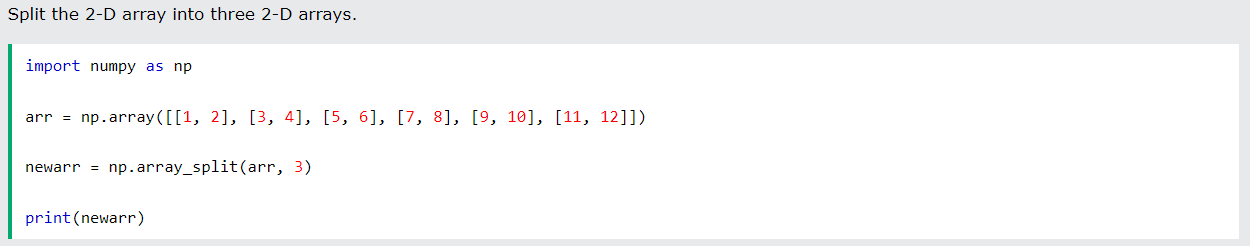 Split the 2-D array into three 2-D arrays.
import numpy as np
arr = np.array([[1, 2], [3, 4], [5, 6], [7, 8], [9, 10], [11, 12]])
newarr = np.array_split(arr, 3)
print(newarr)